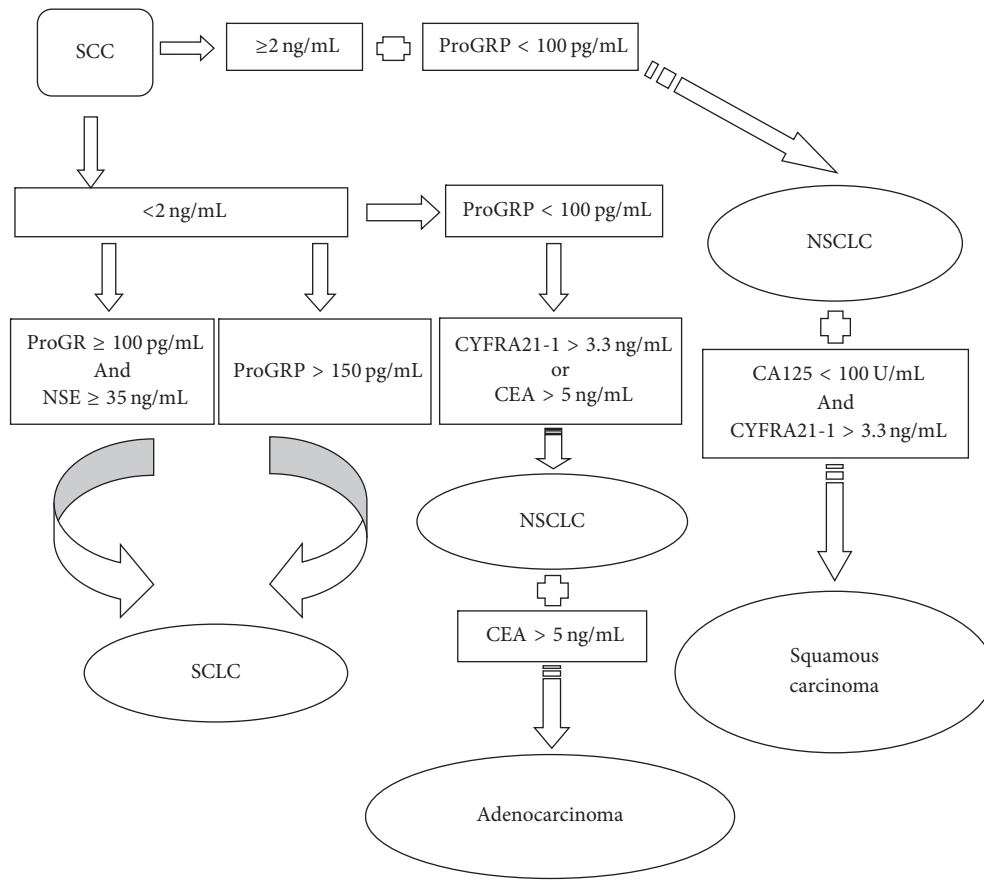 SCC
≥2 ng/mL
ProGRP < 100 pg/mL
<2 ng/mL
ProGRP < 100 pg/mL
NSCLC
ProGR ≥ 100 pg/mL
And
NSE ≥ 35 ng/mL
ProGRP > 150 pg/mL
CYFRA21-1 > 3.3 ng/mL
or
CEA > 5 ng/mL
CA125 < 100 U/mL
And
CYFRA21-1 > 3.3 ng/mL
NSCLC
CEA > 5 ng/mL
SCLC
Squamous
carcinoma
Adenocarcinoma